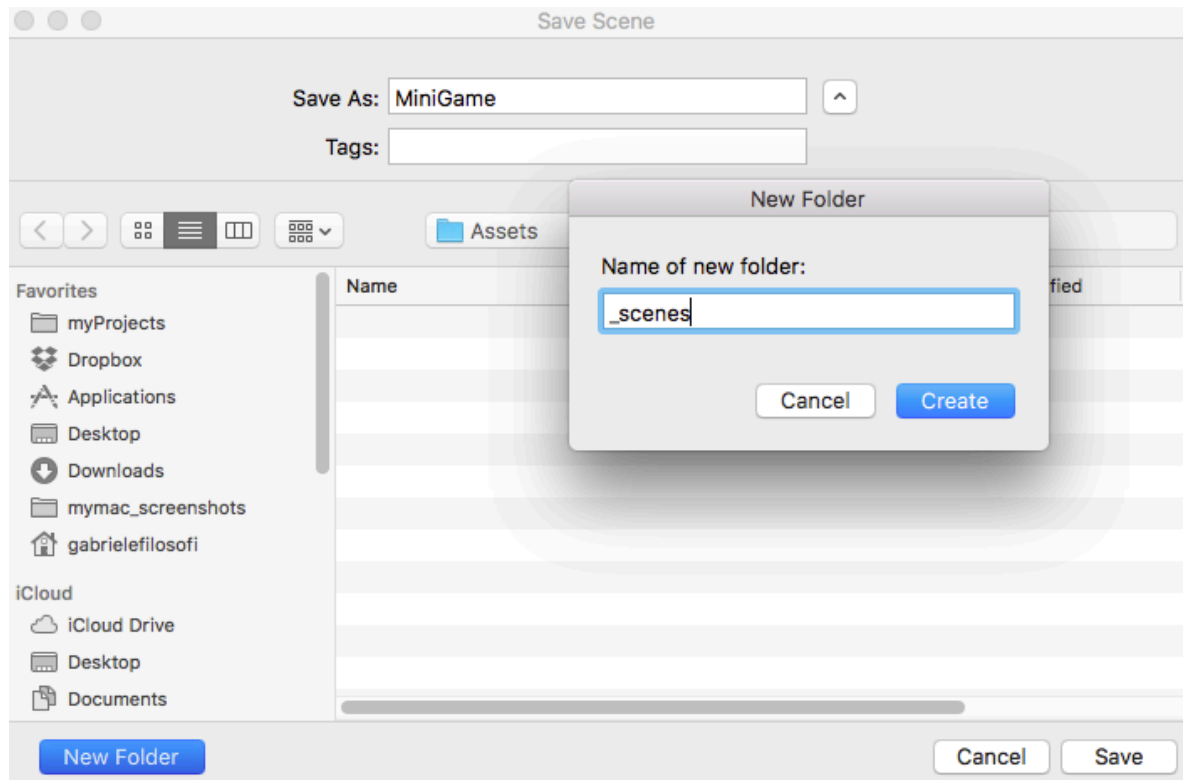 Save Scene
Save As: MiniGame
Tags:
Assets
New Folder
Name of new folder:
_scenes
Cancel
Create
Favorites
myProjects
Dropbox
Applications
Desktop
Downloads
mymac_screenshots
gabrielefilosofi
iCloud
iCloud Drive
Desktop
Documents
Name
New Folder
Cancel
Save